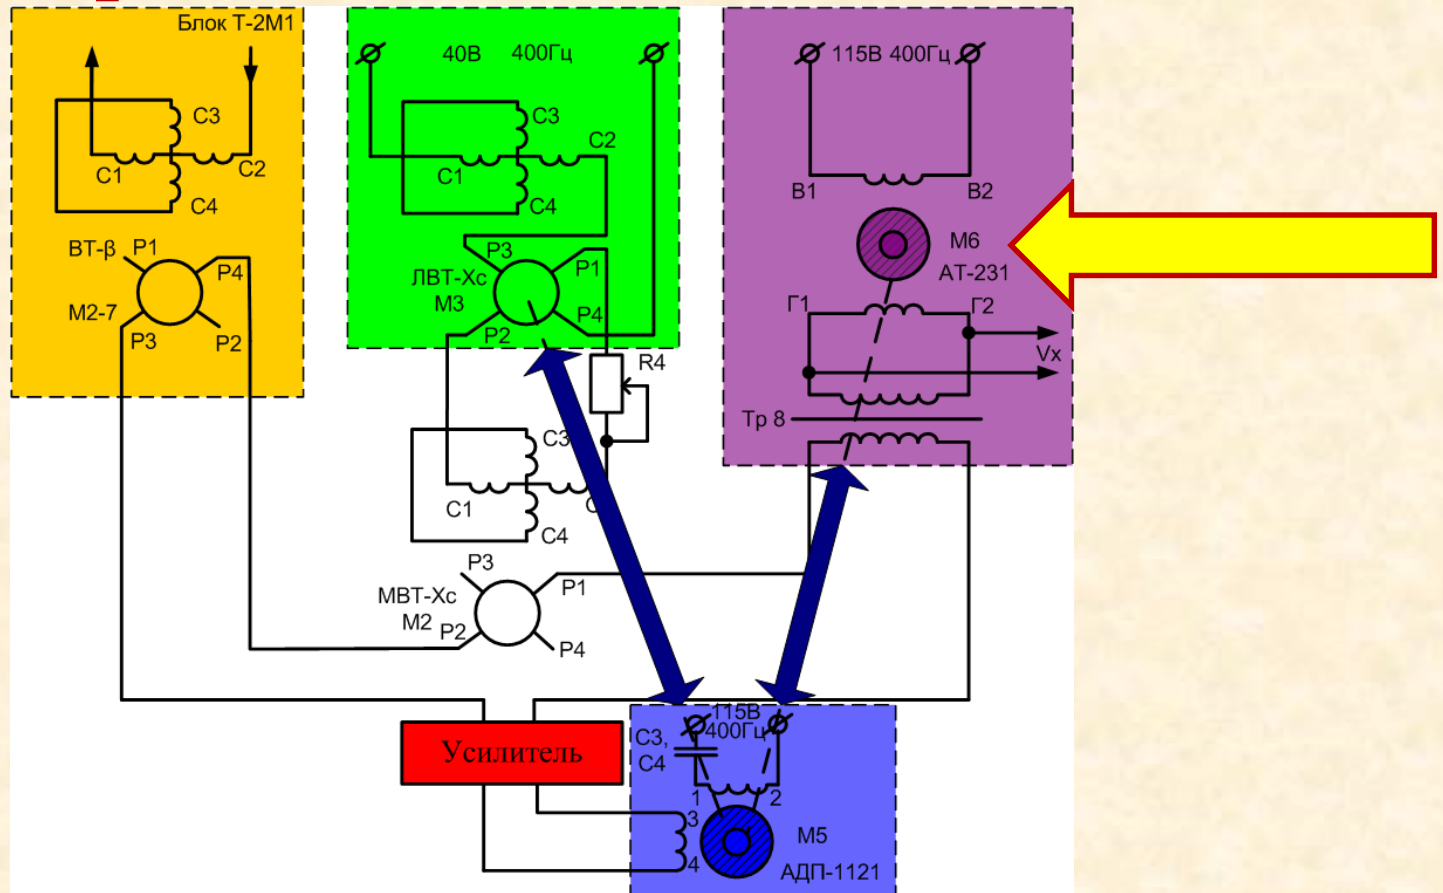 Блок Т-2М1
С3
С1
С2
С4
ВТ-β
Р1
Р4
М2-7
Р3
Р2
40В 400Гц
С3
С2
С1
С4
Р3
Р1
ЛВТ-Хс
М3
Р4
Р2
R4
С3
С1
С4
Р3
Р1
МВТ-Хс
М2
Р2
Р4
115В 400Гц
В1
В2
М6
АТ-231
Г1
Г2
Vx
Тр 8
Усилитель
115В
400Гц
С3,
С4
1
2
3
4
М5
АДП-1121